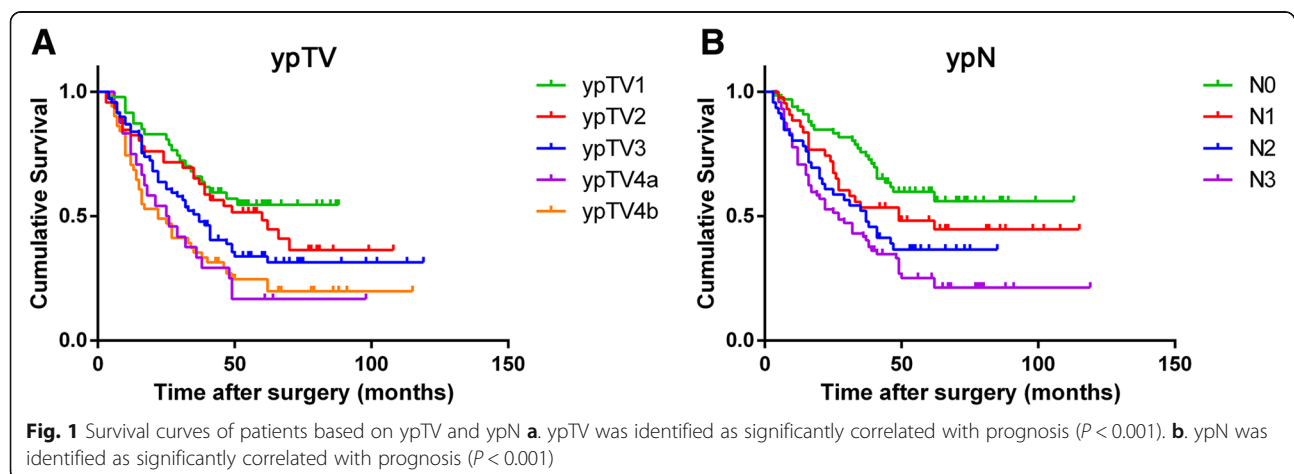 A
ypTV
Cumulative Survival
1.0
0.5
0.0
0
50
100
150
Time after surgery (months)
ypTV1
ypTV2
ypTV3
ypTV4a
ypTV4b
B
ypN
Cumulative Survival
1.0
0.5
0.0
0
50
100
150
Time after surgery (months)
N0
N1
N2
N3
Fig. 1 Survival curves of patients based on ypTV and ypN a. ypTV was identified as significantly correlated with prognosis (P < 0.001). b. ypN was
identified as significantly correlated with prognosis (P < 0.001)